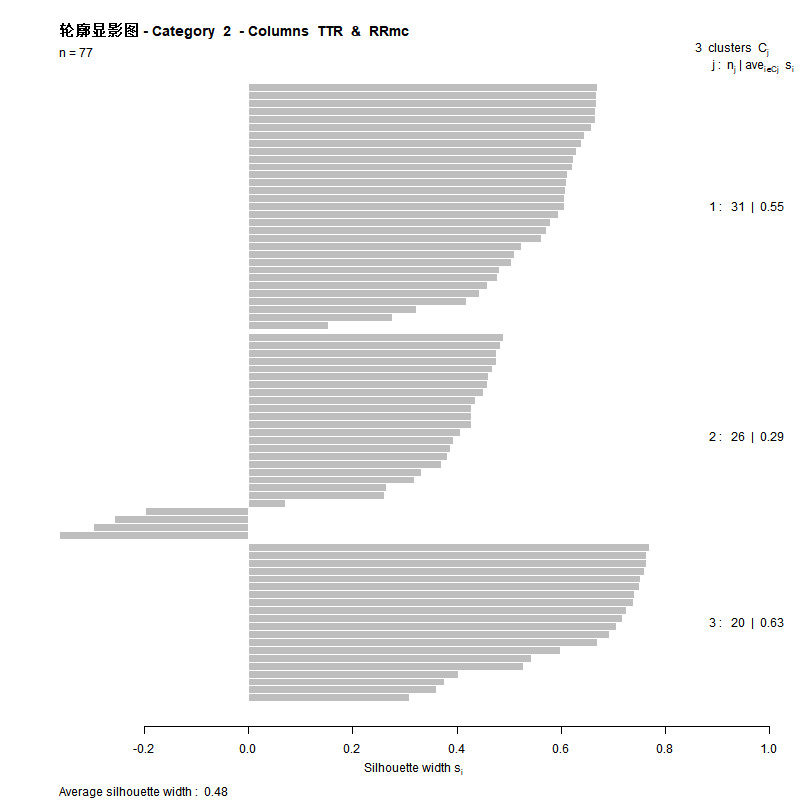 轮廓显影图 - Category 2 - Columns TTR & RRmc
n = 77
3 clusters Cj
j : nj | avei∈Cj si
1 : 31 | 0.55
2 : 26 | 0.29
3 : 20 | 0.63
-0.2 0.0 0.2 0.4 0.6 0.8 1.0
Silhouette width si
Average silhouette width : 0.48